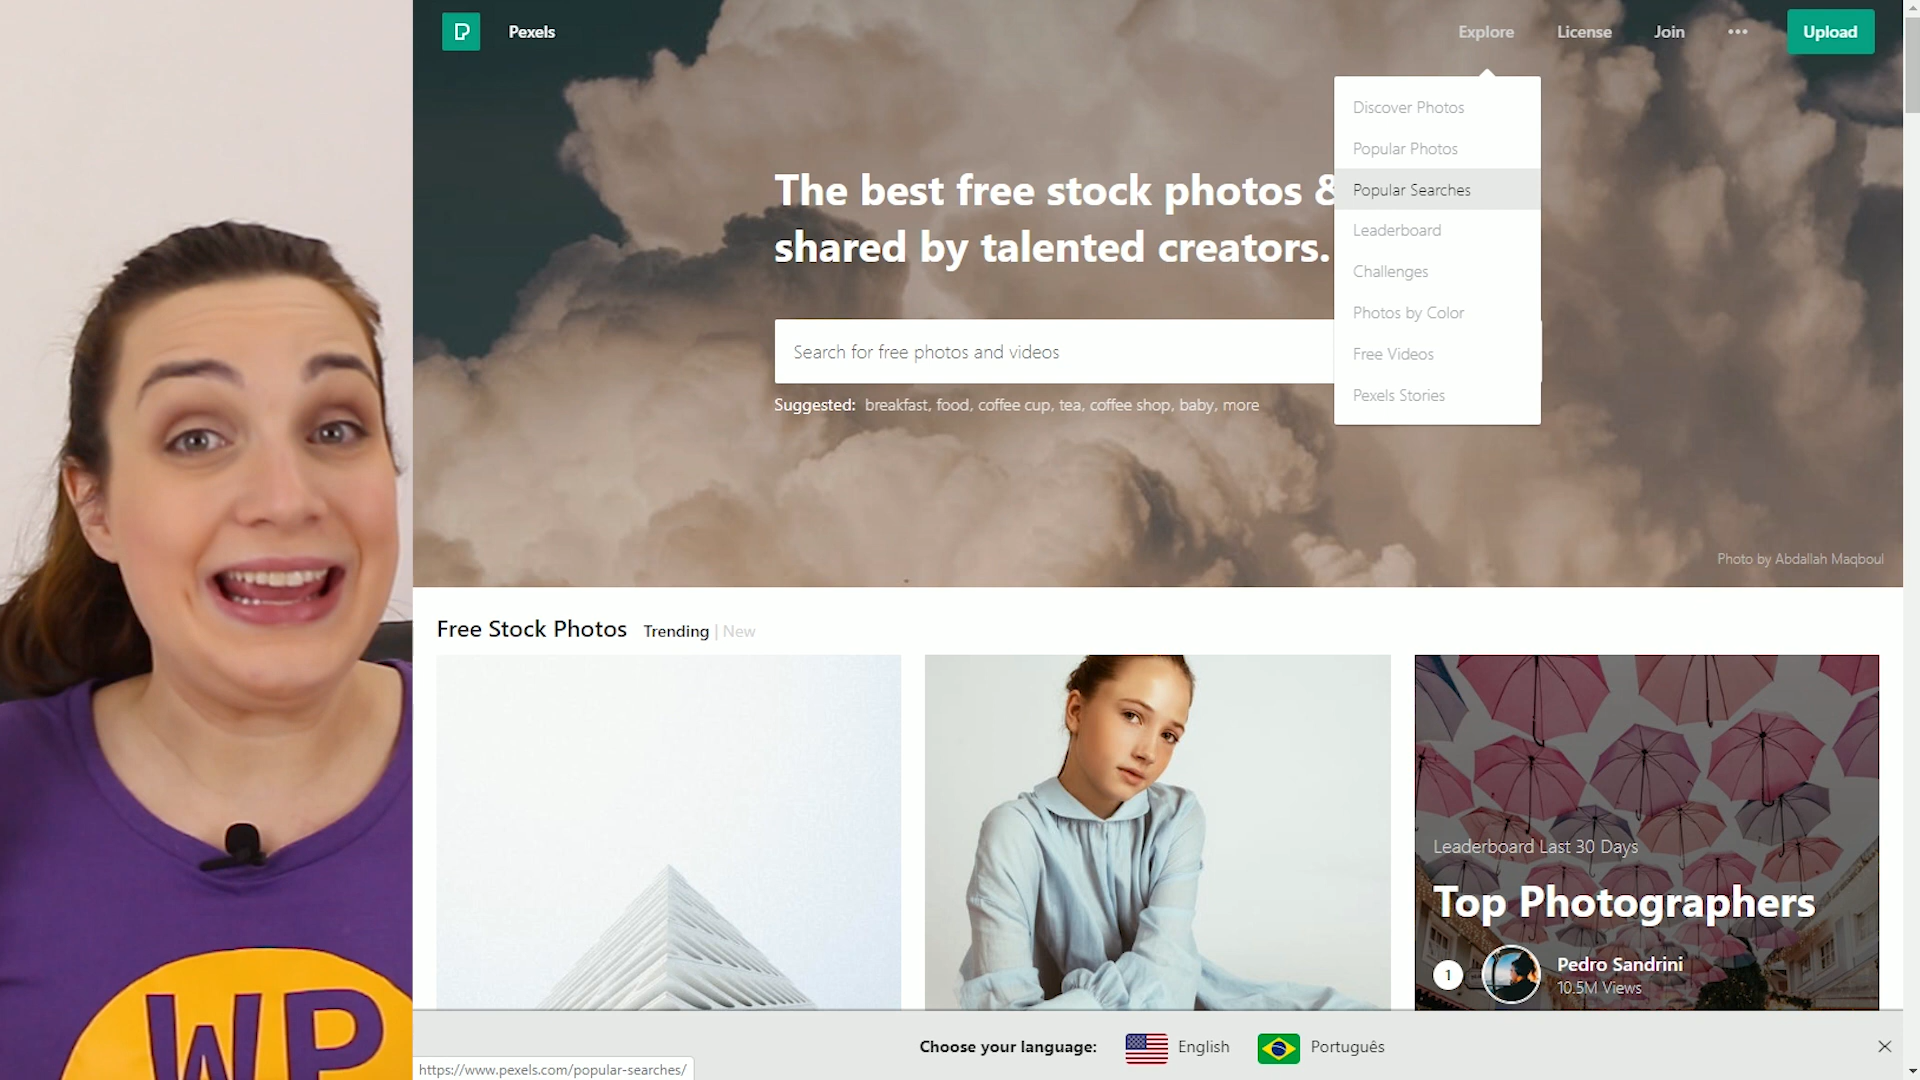 Pexels
Explore
License
Join
Upload
Discover Photos
Popular Photos
Popular Searches
Leaderboard
Challenges
Photos by Color
Free Videos
Pexels Stories
The best free stock photos &
shared by talented creators.
Search for free photos and videos
Suggested: breakfast, food, coffee cup, tea, coffee shop, baby, more
Photo by Abdallah Maqboul
Free Stock Photos Trending | New
Leaderboard Last 30 Days
Top Photographers
1
Pedro Sandrini
10.5M Views
WP
Choose your language: English Português
https://www.pexels.com/popular-searches/